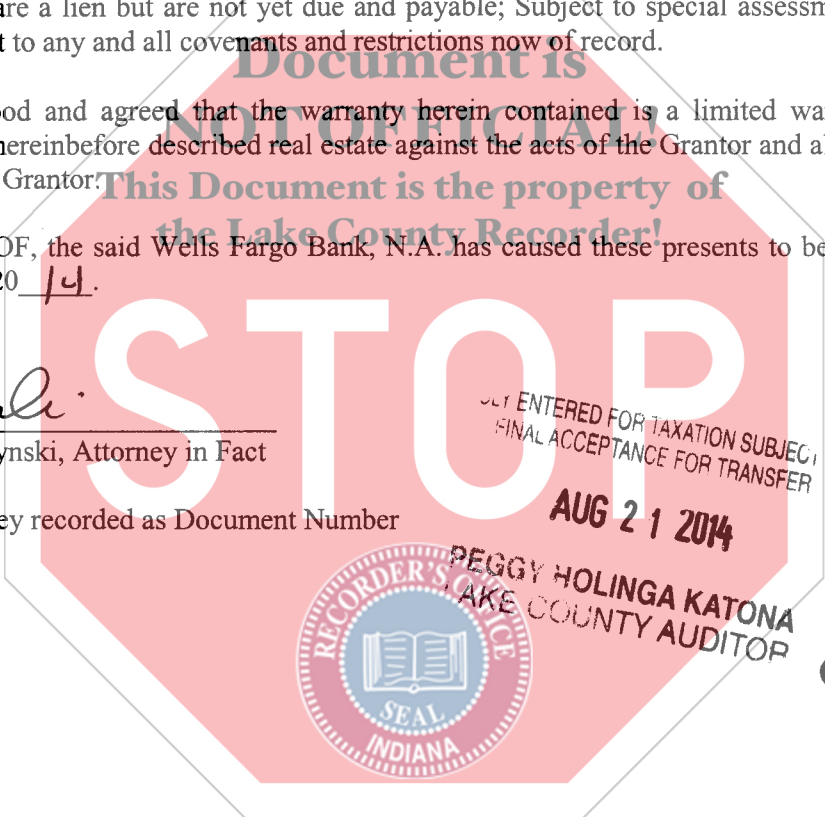 are a lien but are not yet due and payable; Subject to special assessm
t to any and all covenants and restrictions now of record.
Document is
od and agreed that the warranty herein contained is a limited wa
NOT OFFICIAL!
hereinbefore described real estate against the acts of the Grantor and al
Grantor.
This Document is the property of
the Lake County Recorder!
OF, the said Wells Fargo Bank, N.A. has caused these presents to be
20 14.
STOP
ynski, Attorney in Fact
ENTERED FOR TAXATION SUBJECT
FINAL ACCEPTANCE FOR TRANSFER
AUG 21 2014
ey recorded as Document Number
PEGGY HOLINGA KATONA
LAKE COUNTY AUDITOR
RECORDER'S OFFICE
SEAL
INDIANA